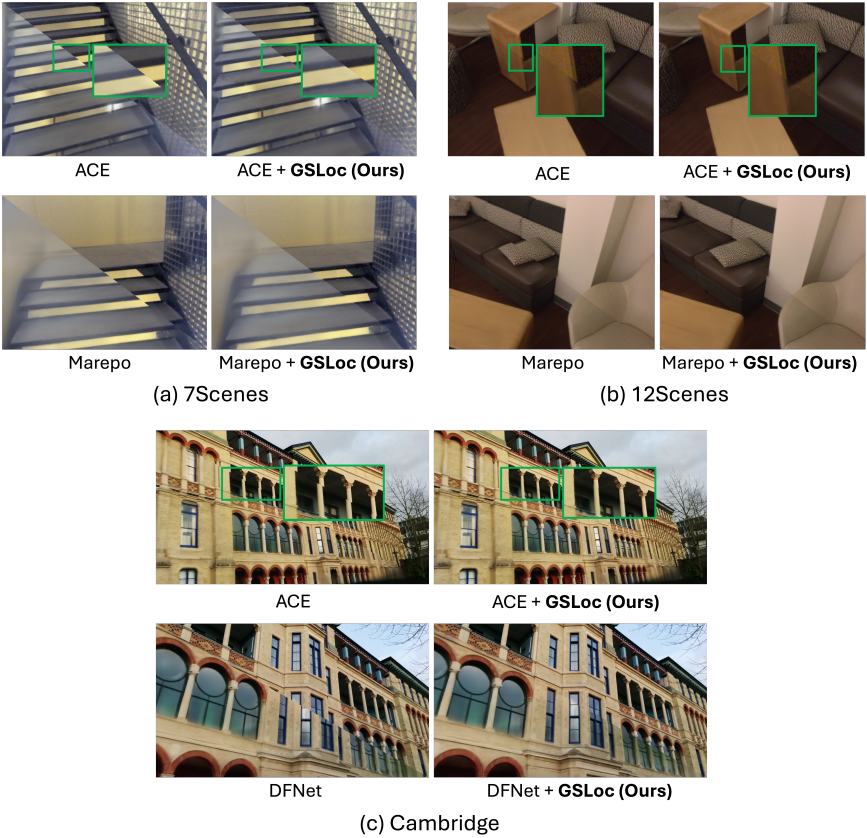 ACE
ACE + GSLoc (Ours)
ACE
ACE + GSLoc (Ours)
Marepo
Marepo + GSLoc (Ours)
Marepo
Marepo + GSLoc (Ours)
(a) 7Scenes
(b) 12Scenes
ACE
ACE + GSLoc (Ours)
DFNet
DFNet + GSLoc (Ours)
(c) Cambridge